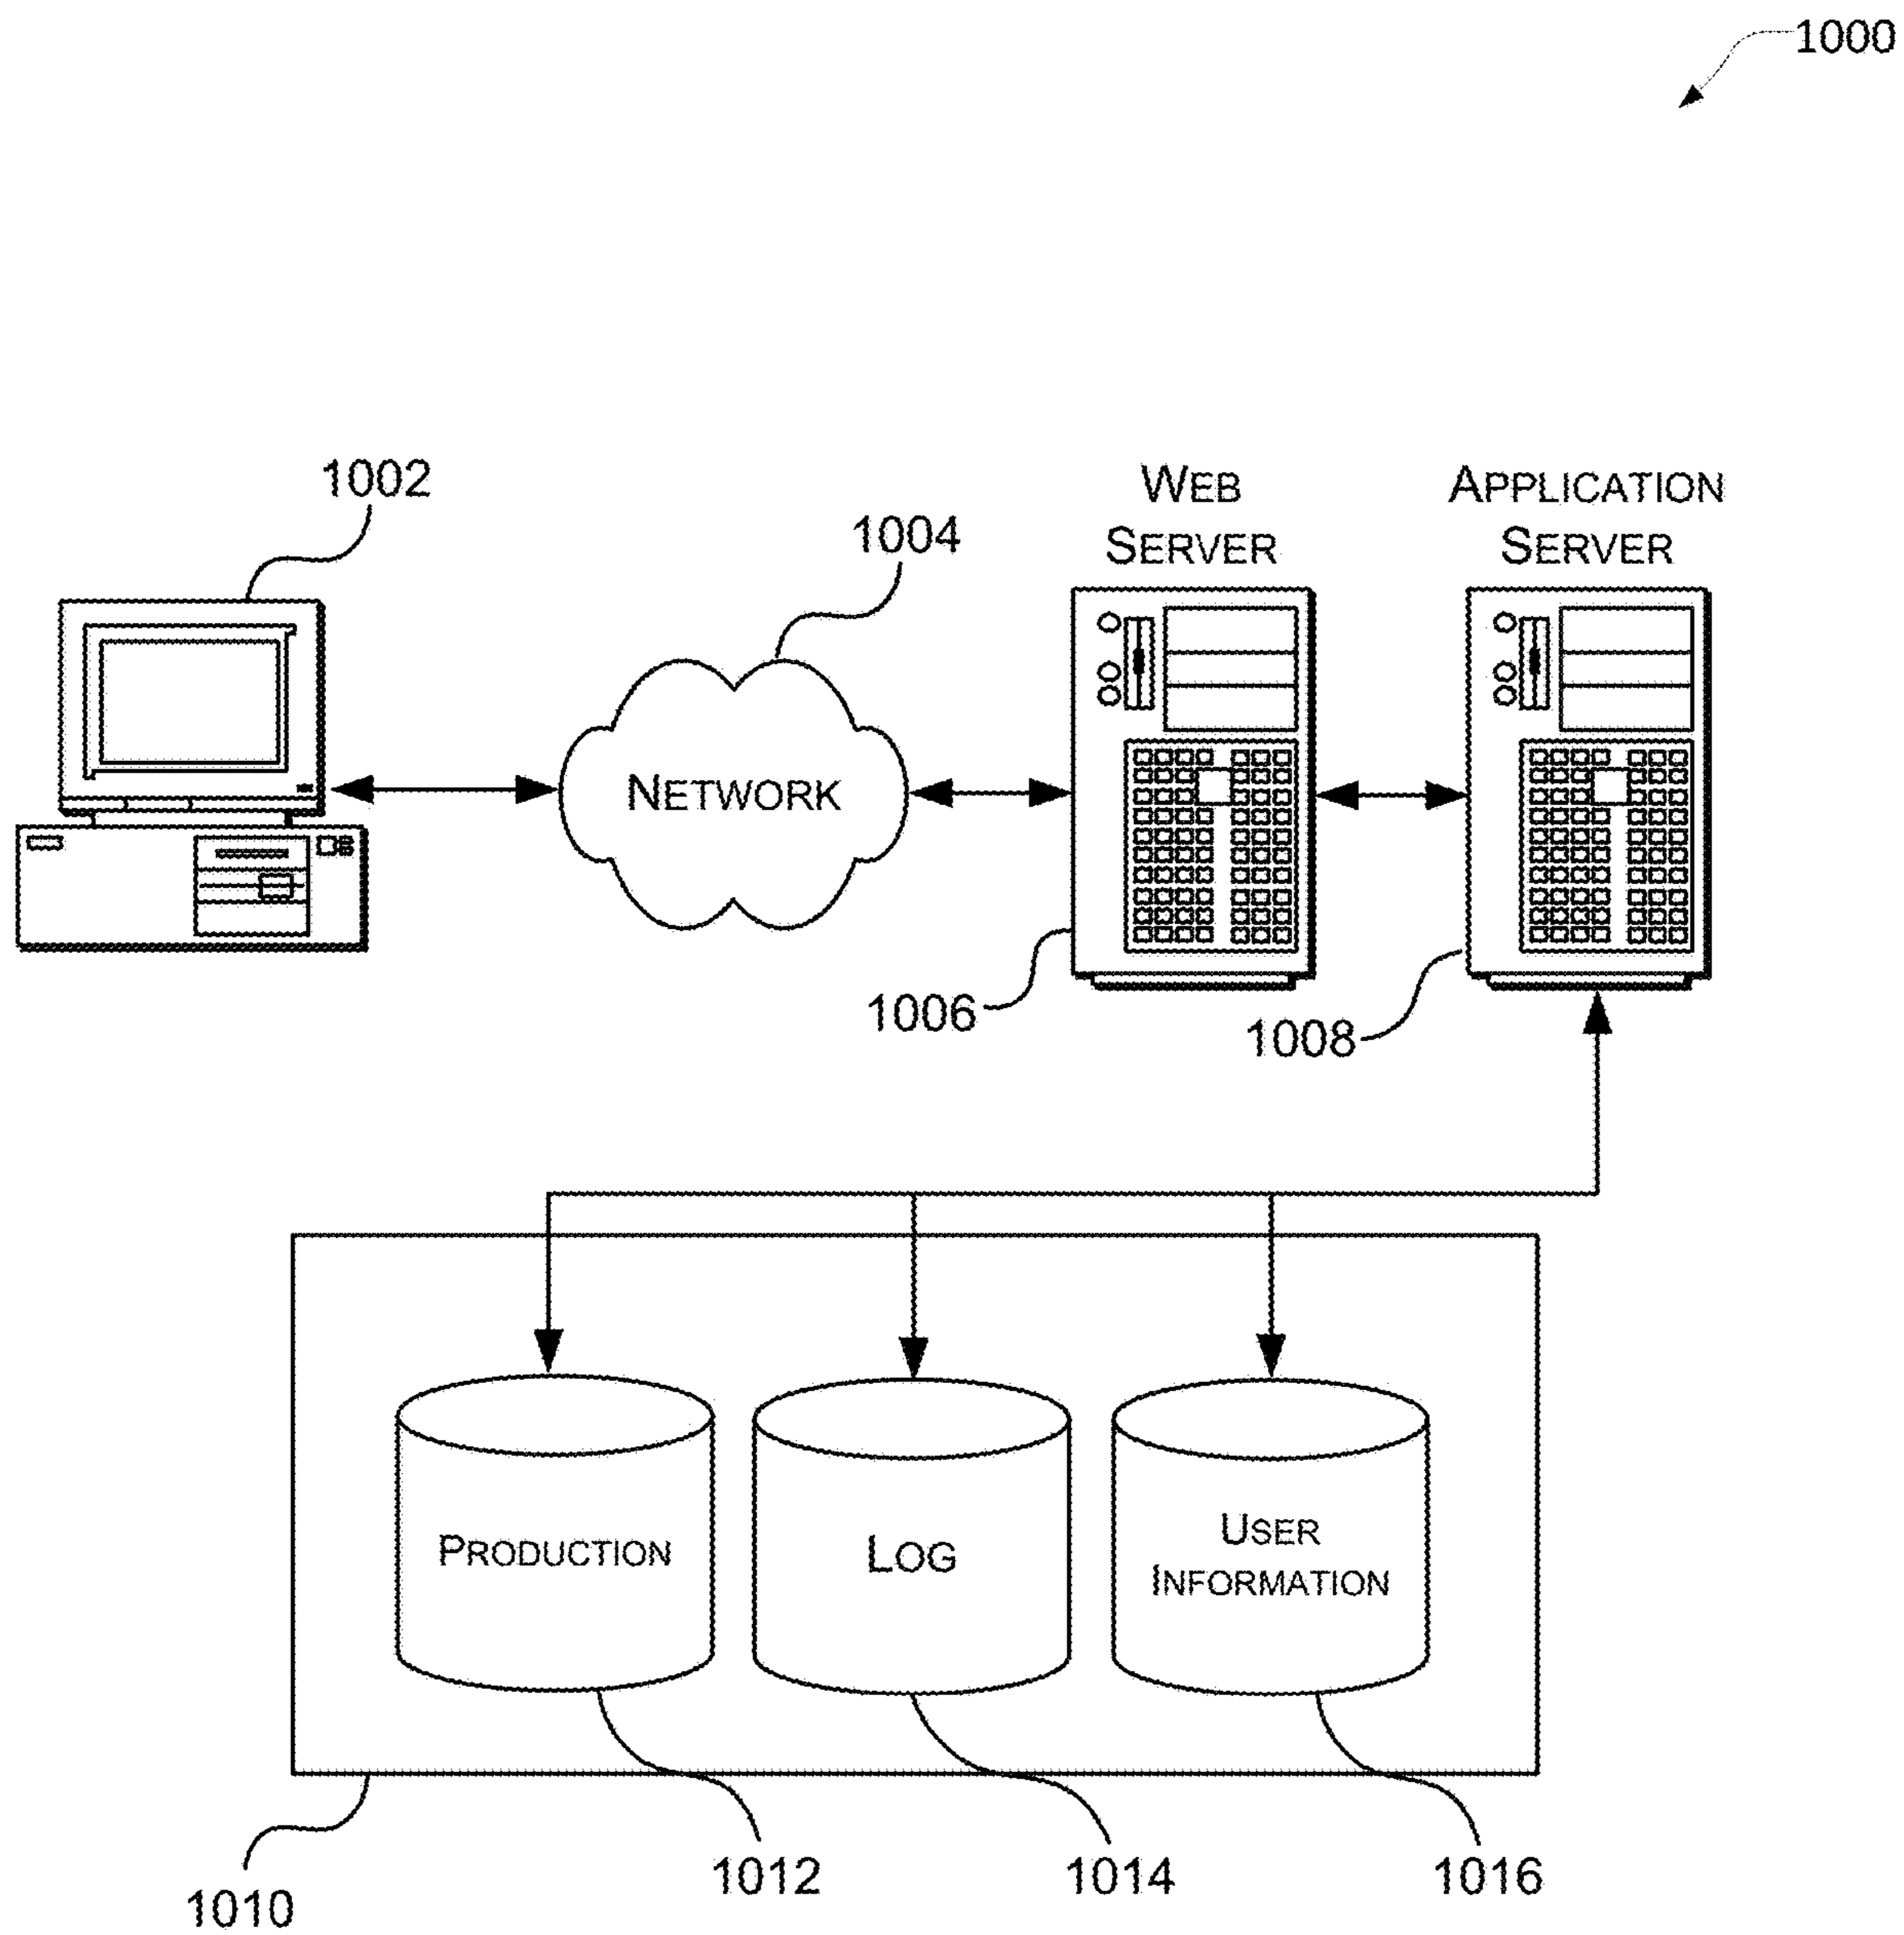 1000
1002
1004
WEB
SERVER
APPLICATION
SERVER
NETWORK
1006
1008
PRODUCTION
LOG
USER
INFORMATION
1010
1012
1014
1016